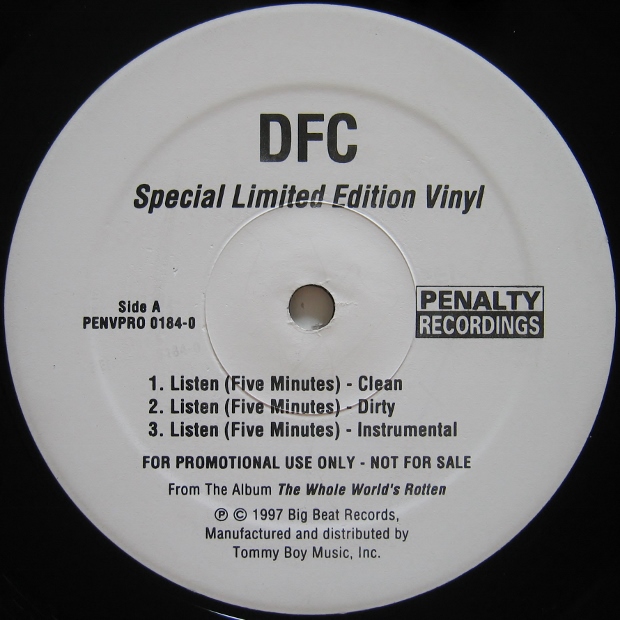 DFC
Special Limited Edition Vinyl
Side A
PENVPRO 0184-0
PENALTY
RECORDINGS
1. Listen (Five Minutes) - Clean
2. Listen (Five Minutes) - Dirty
3. Listen (Five Minutes) - Instrumental
FOR PROMOTIONAL USE ONLY - NOT FOR SALE
From The Album The Whole World's Rotten
℗ © 1997 Big Beat Records,
Manufactured and distributed by
Tommy Boy Music, Inc.